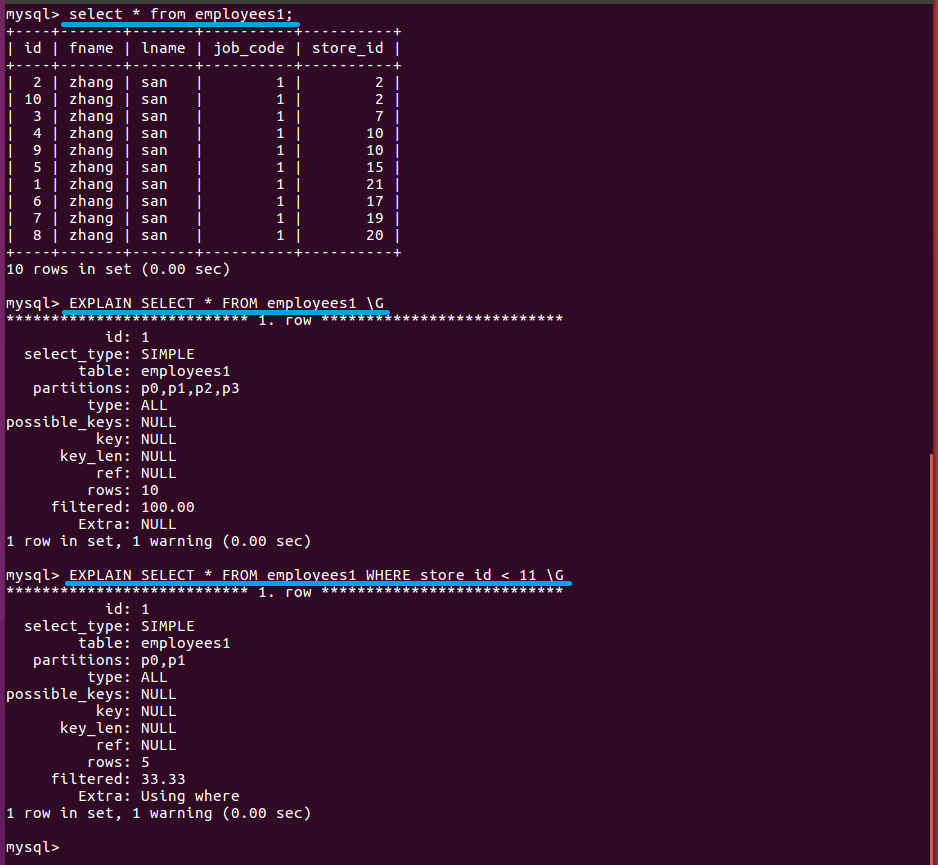 mysql> select * from employees1;
+----+-------+-------+----------+----------+
| id | fname | lname | job_code | store_id |
+----+-------+-------+----------+----------+
|  2 | zhang | san   |        1 |        2 |
| 10 | zhang | san   |        1 |        2 |
|  3 | zhang | san   |        1 |        7 |
|  4 | zhang | san   |        1 |       10 |
|  9 | zhang | san   |        1 |       10 |
|  5 | zhang | san   |        1 |       15 |
|  1 | zhang | san   |        1 |       21 |
|  6 | zhang | san   |        1 |       17 |
|  7 | zhang | san   |        1 |       19 |
|  8 | zhang | san   |        1 |       20 |
+----+-------+-------+----------+----------+
10 rows in set (0.00 sec)
mysql> EXPLAIN SELECT * FROM employees1 \G
*************************** 1. row ***************************
           id: 1
  select_type: SIMPLE
        table: employees1
   partitions: p0,p1,p2,p3
         type: ALL
possible_keys: NULL
          key: NULL
      key_len: NULL
          ref: NULL
         rows: 10
     filtered: 100.00
        Extra: NULL
1 row in set, 1 warning (0.00 sec)
mysql> EXPLAIN SELECT * FROM employees1 WHERE store_id < 11 \G
*************************** 1. row ***************************
           id: 1
  select_type: SIMPLE
        table: employees1
   partitions: p0,p1
         type: ALL
possible_keys: NULL
          key: NULL
      key_len: NULL
          ref: NULL
         rows: 5
     filtered: 33.33
        Extra: Using where
1 row in set, 1 warning (0.00 sec)
mysql>